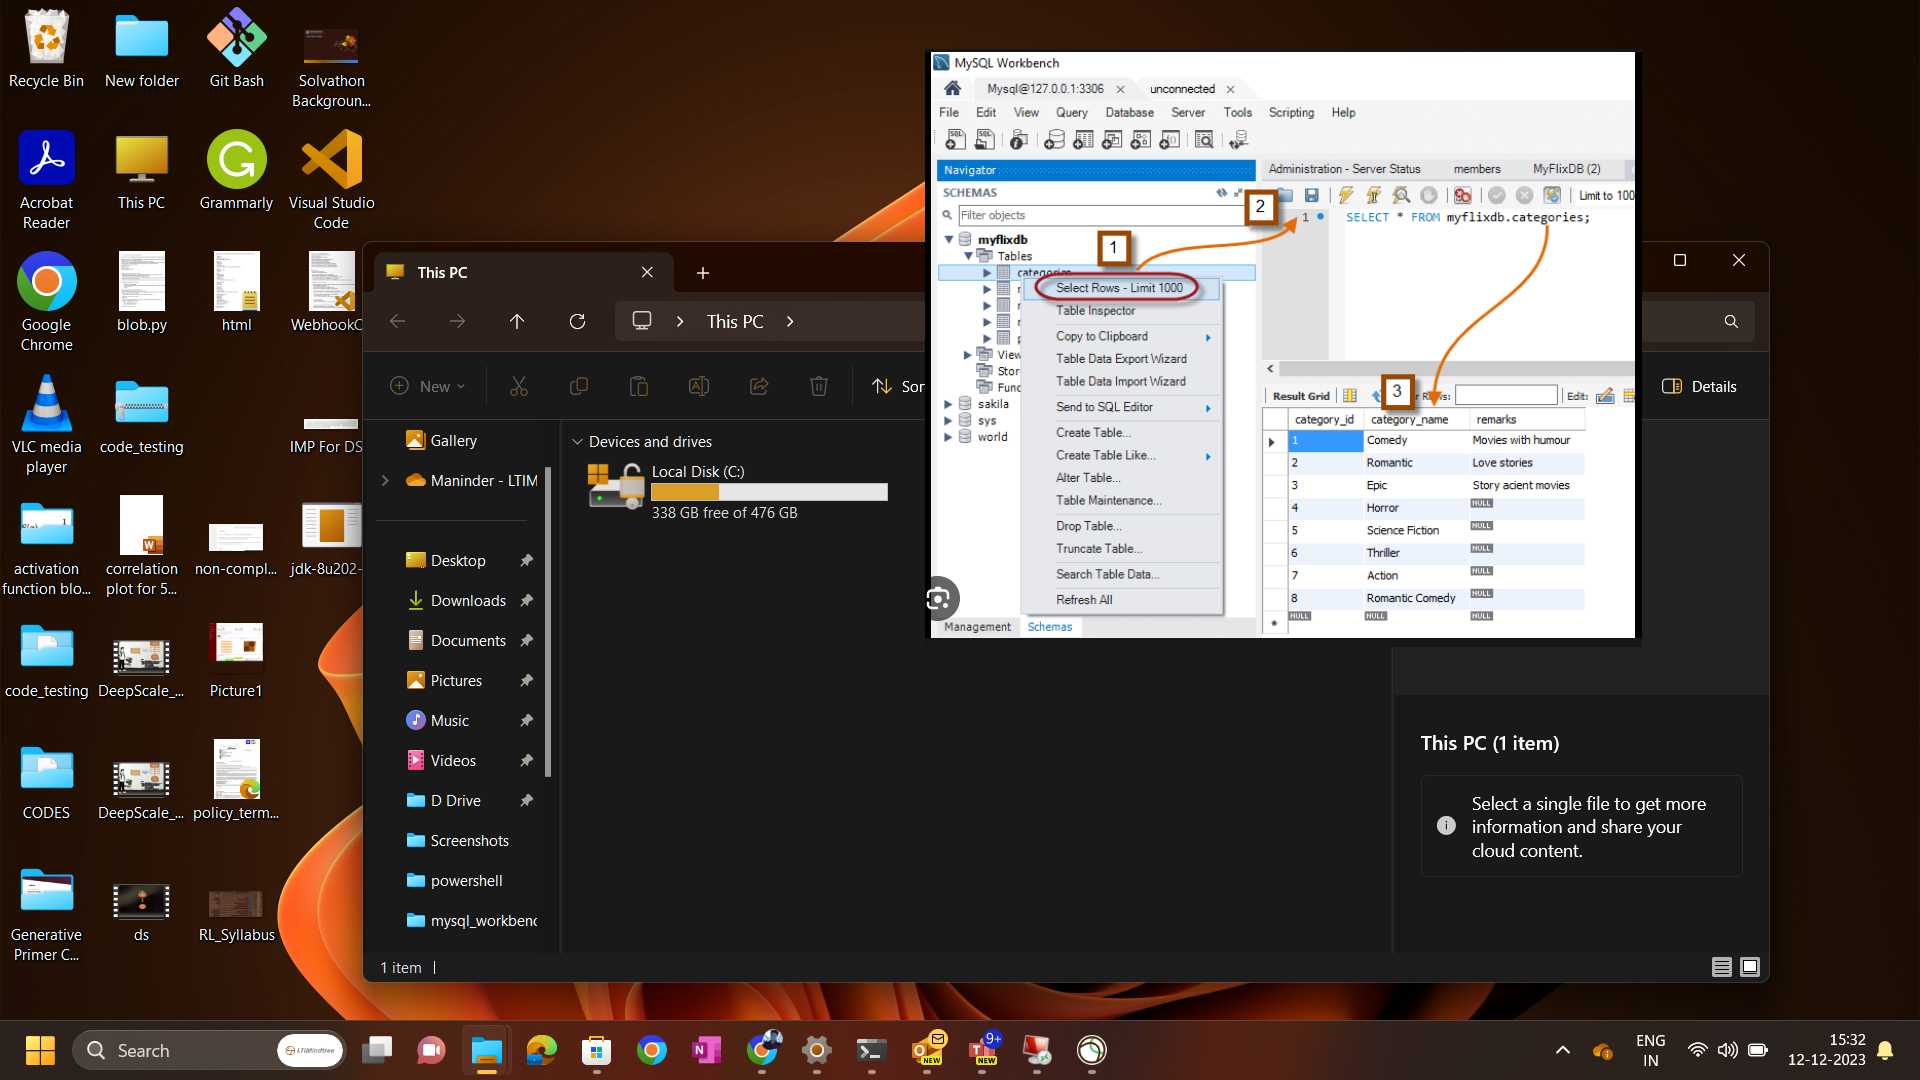 Recycle Bin
New folder
Git Bash
Solvathon
Backgroun...
Acrobat
Reader
This PC
Grammarly
Visual Studio
Code
Google
Chrome
blob.py
html
WebhookC
VLC media
player
code_testing
IMP For DS
activation
function blo...
correlation
plot for 5...
non-compl...
jdk-8u202-
code_testing
DeepScale_...
Picture1
CODES
DeepScale_...
policy_term...
Generative
Primer C...
ds
RL_Syllabus
This PC
This PC
New
Sor
Details
Gallery
Maninder - LTIM
Desktop
Downloads
Documents
Pictures
Music
Videos
D Drive
Screenshots
powershell
mysql_workbenc
Devices and drives
Local Disk (C:)
338 GB free of 476 GB
This PC (1 item)
Select a single file to get more
information and share your
cloud content.
1 item
MySQL Workbench
Mysql@127.0.0.1:3306
unconnected
File Edit View Query Database Server Tools Scripting Help
Navigator
SCHEMAS
Filter objects
myflixdb
Tables
categories
Select Rows - Limit 1000
Table Inspector
Copy to Clipboard
Table Data Export Wizard
Table Data Import Wizard
Send to SQL Editor
Create Table...
Create Table Like...
Alter Table...
Table Maintenance...
Drop Table...
Truncate Table...
Search Table Data...
Refresh All
View
Stor
Func
sakila
sys
world
Management Schemas
1
2
3
Administration - Server Status members MyFlixDB (2)
Limit to 100
1 SELECT * FROM myflixdb.categories;
Result Grid
Rows:
Edit:
category_id category_name remarks
1 Comedy Movies with humour
2 Romantic Love stories
3 Epic Story acient movies
4 Horror NULL
5 Science Fiction NULL
6 Thriller NULL
7 Action NULL
8 Romantic Comedy NULL
NULL NULL NULL
Search
LTIMindtree
NEW
9+
NEW
ENG
IN
15:32
12-12-2023